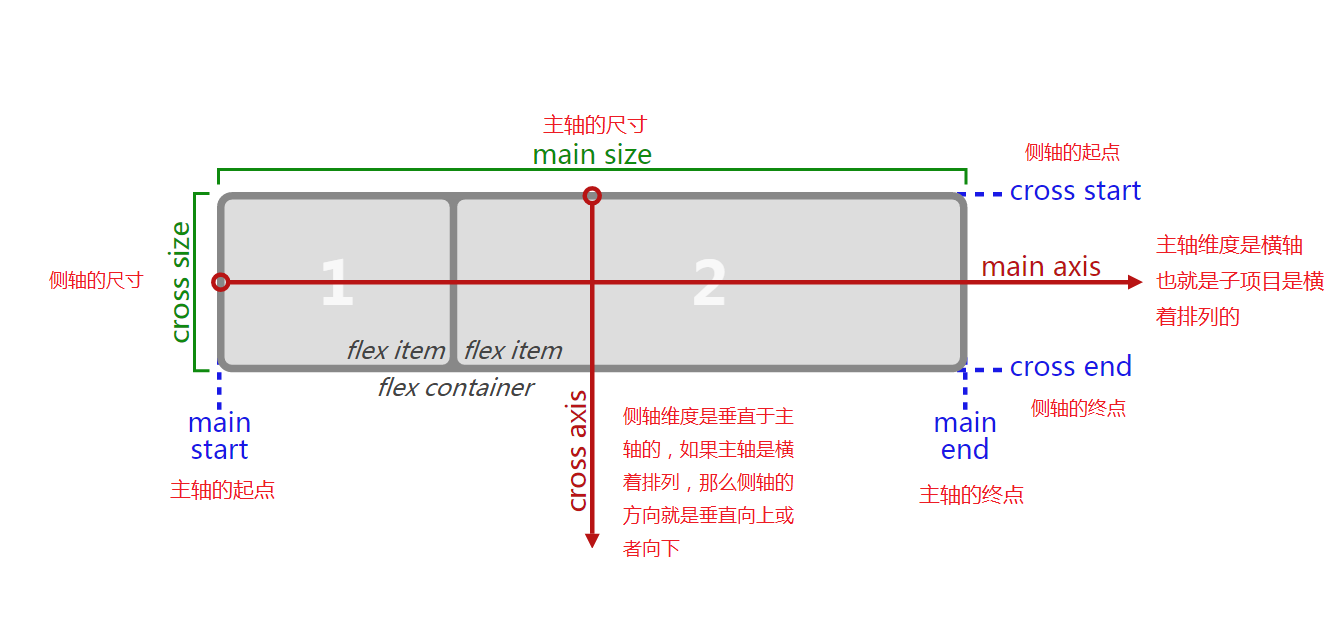 主轴的尺寸
main size
侧轴的起点
cross start
cross size
侧轴的尺寸
1
2
main axis
主轴维度是横轴
也就是子项目是横
着排列的
flex item
flex item
flex container
cross end
侧轴的终点
main
start
主轴的起点
cross axis
侧轴维度是垂直于主
轴的，如果主轴是横
着排列，那么侧轴的
方向就是垂直向上或
者向下
main
end
主轴的终点